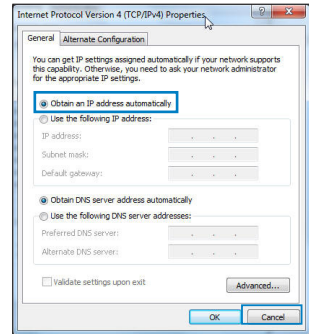 Internet Protocol Version 4 (TCP/IPv4) Properties
General
Alternate Configuration
You can get IP settings assigned automatically if your network supports
this capability. Otherwise, you need to ask your network administrator
for the appropriate IP settings.
Obtain an IP address automatically
Use the following IP address:
IP address:
Subnet mask:
Default gateway:
Obtain DNS server address automatically
Use the following DNS server addresses:
Preferred DNS server:
Alternate DNS server:
Validate settings upon exit
Advanced...
OK
Cancel